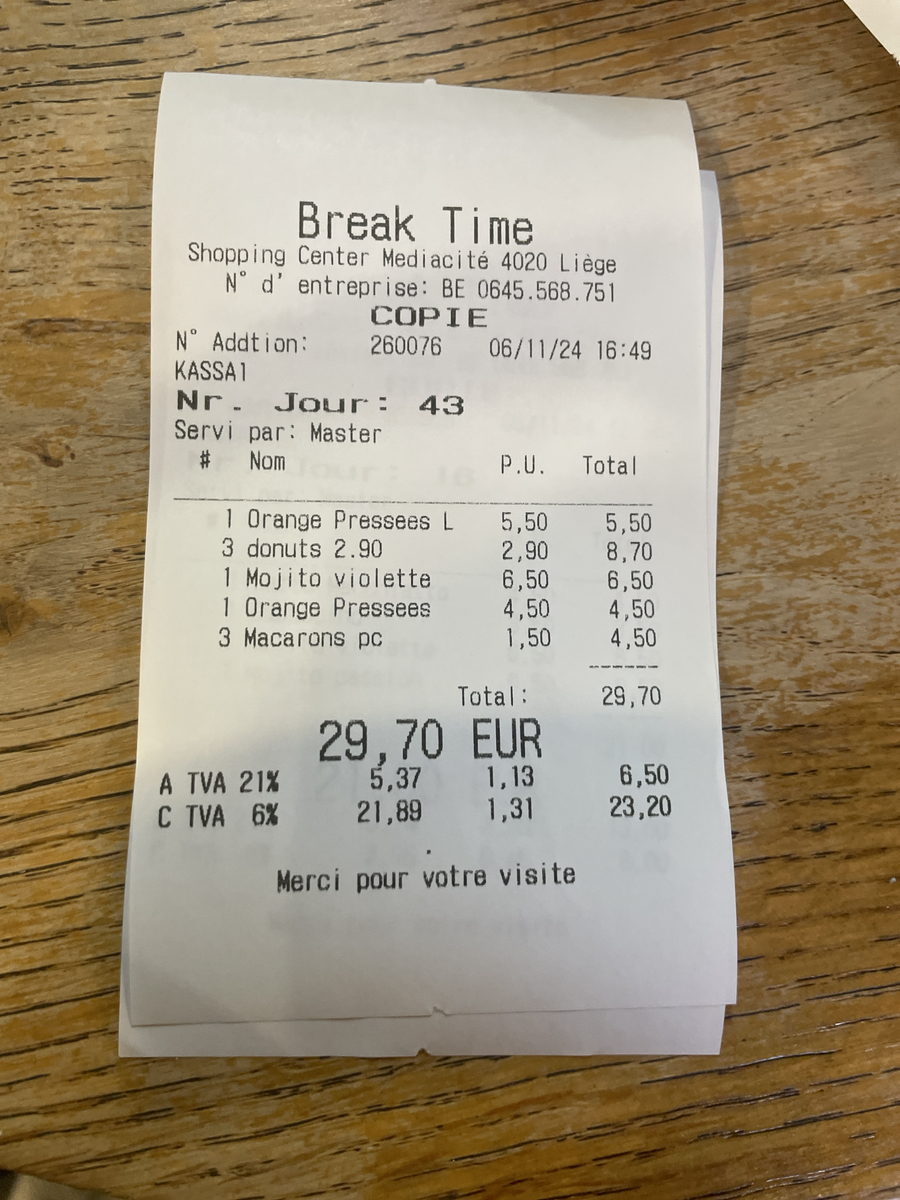 Break Time
Shopping Center Mediacité 4020 Liège
N° d' entreprise: BE 0645.568.751
COPIE
N° Addtion: 260076 06/11/24 16:49
KASSA1
Nr. Jour: 43
Servi par: Master
# Nom P.U. Total
1 Orange Pressees L 5,50 5,50
3 donuts 2.90 2,90 8,70
1 Mojito violette 6,50 6,50
1 Orange Pressees 4,50 4,50
3 Macarons pc 1,50 4,50
------
Total: 29,70
29,70 EUR
A TVA 21% 5,37 1,13 6,50
C TVA 6% 21,89 1,31 23,20
.
Merci pour votre visite